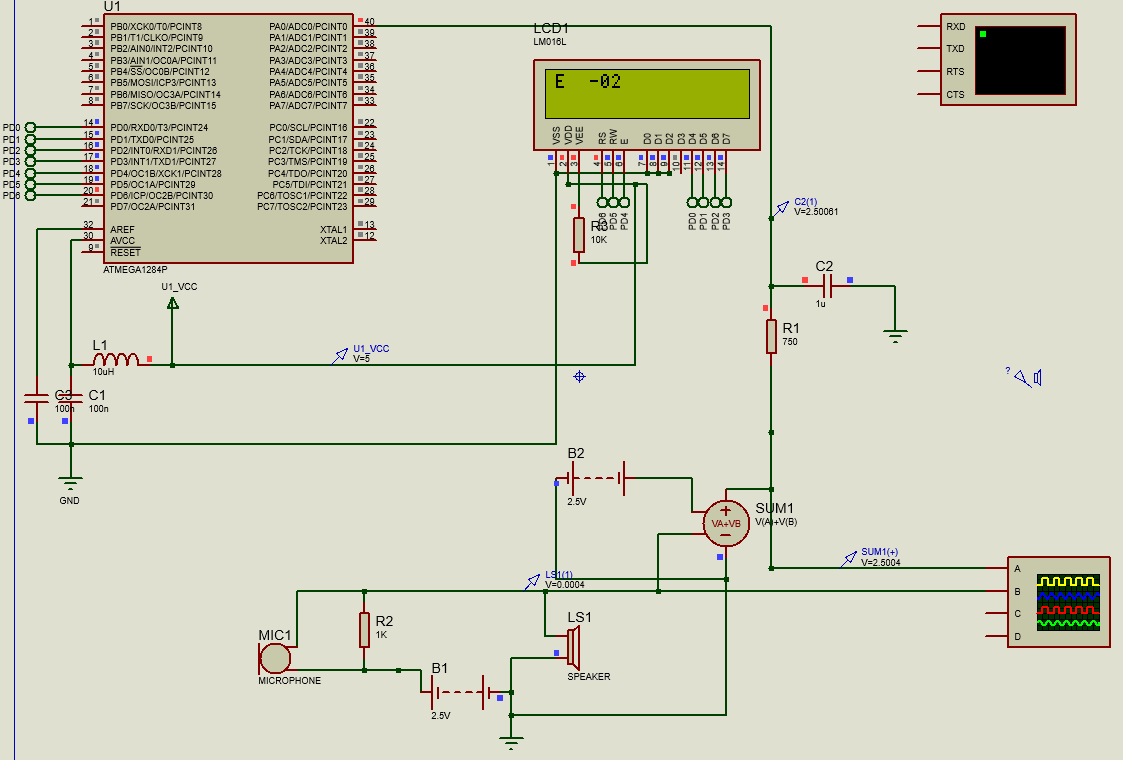 U1
1 PB0/XCK0/T0/PCINT8 PA0/ADC0/PCINT0 40
2 PB1/T1/CLKO/PCINT9 PA1/ADC1/PCINT1 39
3 PB2/AIN0/INT2/PCINT10 PA2/ADC2/PCINT2 38
4 PB3/AIN1/OC0A/PCINT11 PA3/ADC3/PCINT3 37
5 PB4/SS/OC0B/PCINT12 PA4/ADC4/PCINT4 36
6 PB5/MOSI/ICP3/PCINT13 PA5/ADC5/PCINT5 35
7 PB6/MISO/OC3A/PCINT14 PA6/ADC6/PCINT6 34
8 PB7/SCK/OC3B/PCINT15 PA7/ADC7/PCINT7 33
PD0 14 PD0/RXD0/T3/PCINT24 PC0/SCL/PCINT16 22
PD1 15 PD1/TXD0/PCINT25 PC1/SDA/PCINT17 23
PD2 16 PD2/INT0/RXD1/PCINT26 PC2/TCK/PCINT18 24
PD3 17 PD3/INT1/TXD1/PCINT27 PC3/TMS/PCINT19 25
PD4 18 PD4/OC1B/XCK1/PCINT28 PC4/TDO/PCINT20 26
PD5 19 PD5/OC1A/PCINT29 PC5/TDI/PCINT21 27
PD6 20 PD6/ICP/OC2B/PCINT30 PC6/TOSC1/PCINT22 28
21 PD7/OC2A/PCINT31 PC7/TOSC2/PCINT23 29
32 AREF XTAL1 13
30 AVCC XTAL2 12
9 RESET
ATMEGA1284P
LCD1
LM016L
E -02
VSS VDD VEE RS RW E D0 D1 D2 D3 D4 D5 D6 D7
1 2 3 4 5 6 7 8 9 10 11 12 13 14
PD5 PD4 PD0 PD1 PD2 PD3
10K
RXD
TXD
RTS
CTS
C2(1)
V=2.50061
C2
1u
R1
750
U1_VCC
U1_VCC
V=5
L1
10uH
C3
100n
C1
100n
GND
?
B2
2.5V
SUM1
VA+VB
V(A)+V(B)
SUM1(+)
V=2.5004
LS1(1)
V=0.0004
A
B
C
D
MIC1
MICROPHONE
R2
1K
B1
2.5V
LS1
SPEAKER